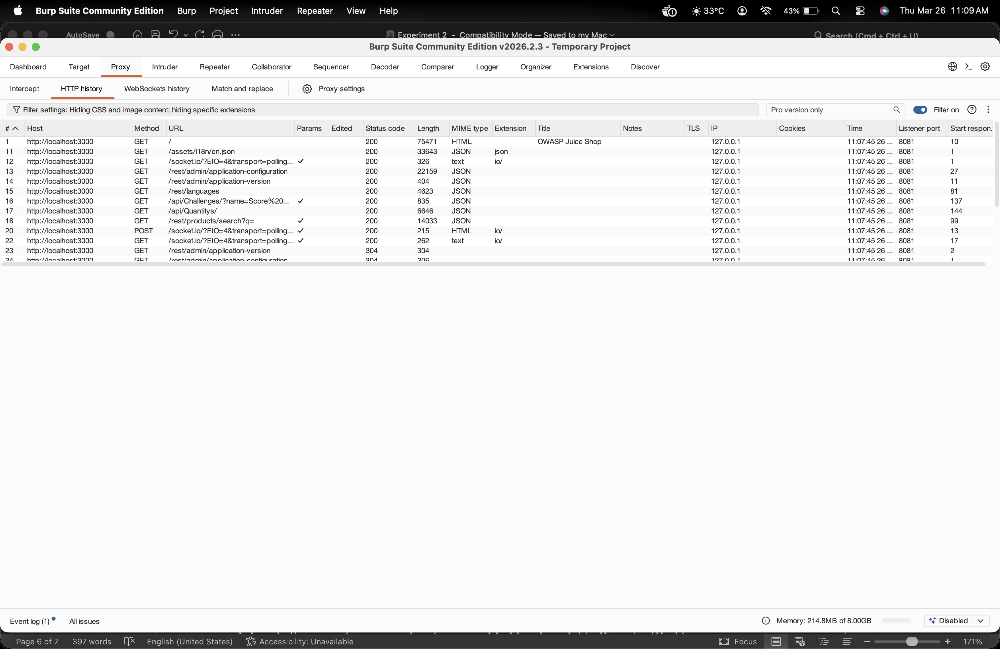 Burp Suite Community Edition Burp Project Intruder Repeater View Help 33°C 43% Thu Mar 26 11:09 AM
AutoSave Experiment 2 - Compatibility Mode — Saved to my Mac Search (Cmd + Ctrl + U)
Burp Suite Community Edition v2026.2.3 - Temporary Project
Dashboard Target Proxy Intruder Repeater Collaborator Sequencer Decoder Comparer Logger Organizer Extensions Discover
Intercept HTTP history WebSockets history Match and replace Proxy settings
Filter settings: Hiding CSS and image content; hiding specific extensions Pro version only Filter on
# Host Method URL Params Edited Status code Length MIME type Extension Title Notes TLS IP Cookies Time Listener port Start respon..
1 http://localhost:3000 GET / 200 75471 HTML OWASP Juice Shop 127.0.0.1 11:07:45 26 ... 8081 10
11 http://localhost:3000 GET /assets/i18n/en.json 200 33643 JSON json 127.0.0.1 11:07:45 26 ... 8081 1
12 http://localhost:3000 GET /socket.io/?EIO=4&transport=polling... ✓ 200 326 text io/ 127.0.0.1 11:07:45 26 ... 8081 1
13 http://localhost:3000 GET /rest/admin/application-configuration 200 22159 JSON 127.0.0.1 11:07:45 26 ... 8081 27
14 http://localhost:3000 GET /rest/admin/application-version 200 404 JSON 127.0.0.1 11:07:45 26 ... 8081 11
15 http://localhost:3000 GET /rest/languages 200 4623 JSON 127.0.0.1 11:07:45 26 ... 8081 81
16 http://localhost:3000 GET /api/Challenges/?name=Score%20... ✓ 200 835 JSON 127.0.0.1 11:07:45 26 ... 8081 137
17 http://localhost:3000 GET /api/Quantitys/ 200 6646 JSON 127.0.0.1 11:07:45 26 ... 8081 144
18 http://localhost:3000 GET /rest/products/search?q= ✓ 200 14033 JSON 127.0.0.1 11:07:45 26 ... 8081 99
20 http://localhost:3000 POST /socket.io/?EIO=4&transport=polling... ✓ 200 215 HTML io/ 127.0.0.1 11:07:45 26 ... 8081 13
22 http://localhost:3000 GET /socket.io/?EIO=4&transport=polling... ✓ 200 262 text io/ 127.0.0.1 11:07:45 26 ... 8081 17
23 http://localhost:3000 GET /rest/admin/application-version 304 304 127.0.0.1 11:07:45 26 ... 8081 2
24 http://localhost:3000 GET /rest/admin/application-configuration 304 306 127.0.0.1 11:07:45 26 ... 8081 1
Event log (1) All issues Memory: 214.8MB of 8.00GB Disabled
Page 6 of 7 397 words English (United States) Accessibility: Unavailable Focus 171%